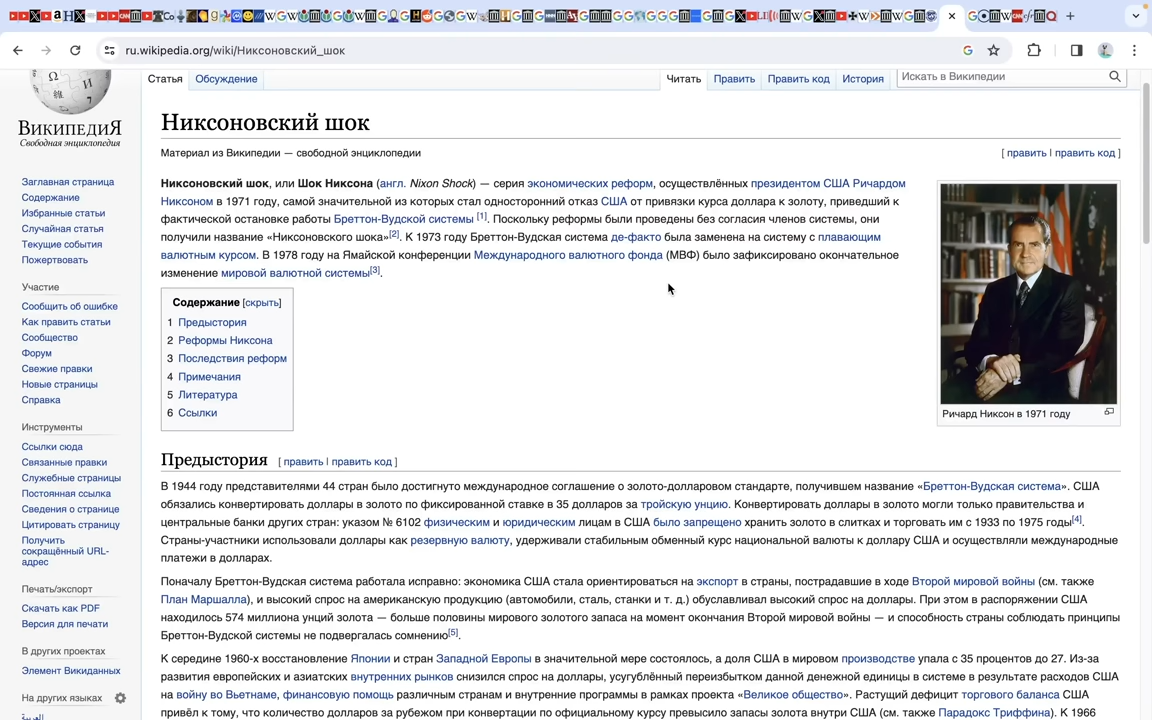 ru.wikipedia.org/wiki/Никсоновский_шок
ВИКИПЕДИЯ
Свободная энциклопедия
Заглавная страница
Содержание
Избранные статьи
Случайная статья
Текущие события
Пожертвовать
Участие
Сообщить об ошибке
Как править статьи
Сообщество
Форум
Свежие правки
Новые страницы
Справка
Инструменты
Ссылки сюда
Связанные правки
Служебные страницы
Постоянная ссылка
Сведения о странице
Цитировать страницу
Получить
сокращённый URL-
адрес
Печать/экспорт
Скачать как PDF
Версия для печати
В других проектах
Элемент Викиданных
На других языках
العربية
Статья Обсуждение Читать Править Править код История Искать в Википедии
Никсоновский шок
Материал из Википедии — свободной энциклопедии [ править | править код ]
Никсоновский шок, или Шок Никсона (англ. Nixon Shock) — серия экономических реформ, осуществлённых президентом США Ричардом
Никсоном в 1971 году, самой значительной из которых стал односторонний отказ США от привязки курса доллара к золоту, приведший к
фактической остановке работы Бреттон-Вудской системы [1]. Поскольку реформы были проведены без согласия членов системы, они
получили название «Никсоновского шока»[2]. К 1973 году Бреттон-Вудская система де-факто была заменена на систему с плавающим
валютным курсом. В 1978 году на Ямайской конференции Международного валютного фонда (МВФ) было зафиксировано окончательное
изменение мировой валютной системы[3].
Ричард Никсон в 1971 году
Содержание [скрыть]
1 Предыстория
2 Реформы Никсона
3 Последствия реформ
4 Примечания
5 Литература
6 Ссылки
Предыстория [ править | править код ]
В 1944 году представителями 44 стран было достигнуто международное соглашение о золото-долларовом стандарте, получившем название «Бреттон-Вудская система». США
обязались конвертировать доллары в золото по фиксированной ставке в 35 долларов за тройскую унцию. Конвертировать доллары в золото могли только правительства и
центральные банки других стран: указом № 6102 физическим и юридическим лицам в США было запрещено хранить золото в слитках и торговать им с 1933 по 1975 годы[4].
Страны-участники использовали доллары как резервную валюту, удерживали стабильным обменный курс национальной валюты к доллару США и осуществляли международные
платежи в долларах.
Поначалу Бреттон-Вудская система работала исправно: экономика США стала ориентироваться на экспорт в страны, пострадавшие в ходе Второй мировой войны (см. также
План Маршалла), и высокий спрос на американскую продукцию (автомобили, сталь, станки и т. д.) обуславливал высокий спрос на доллары. При этом в распоряжении США
находилось 574 миллиона унций золота — больше половины мирового золотого запаса на момент окончания Второй мировой войны — и способность страны соблюдать принципы
Бреттон-Вудской системы не подвергалась сомнению[5].
К середине 1960-х восстановление Японии и стран Западной Европы в значительной мере состоялось, а доля США в мировом производстве упала с 35 процентов до 27. Из-за
развития европейских и азиатских внутренних рынков снизился спрос на доллары, усугублённый переизбытком данной денежной единицы в системе в результате расходов США
на войну во Вьетнаме, финансовую помощь различным странам и внутренние программы в рамках проекта «Великое общество». Растущий дефицит торгового баланса США
привёл к тому, что количество долларов за рубежом при конвертации по официальному курсу превысило запасы золота внутри США (см. также Парадокс Триффина). К 1966